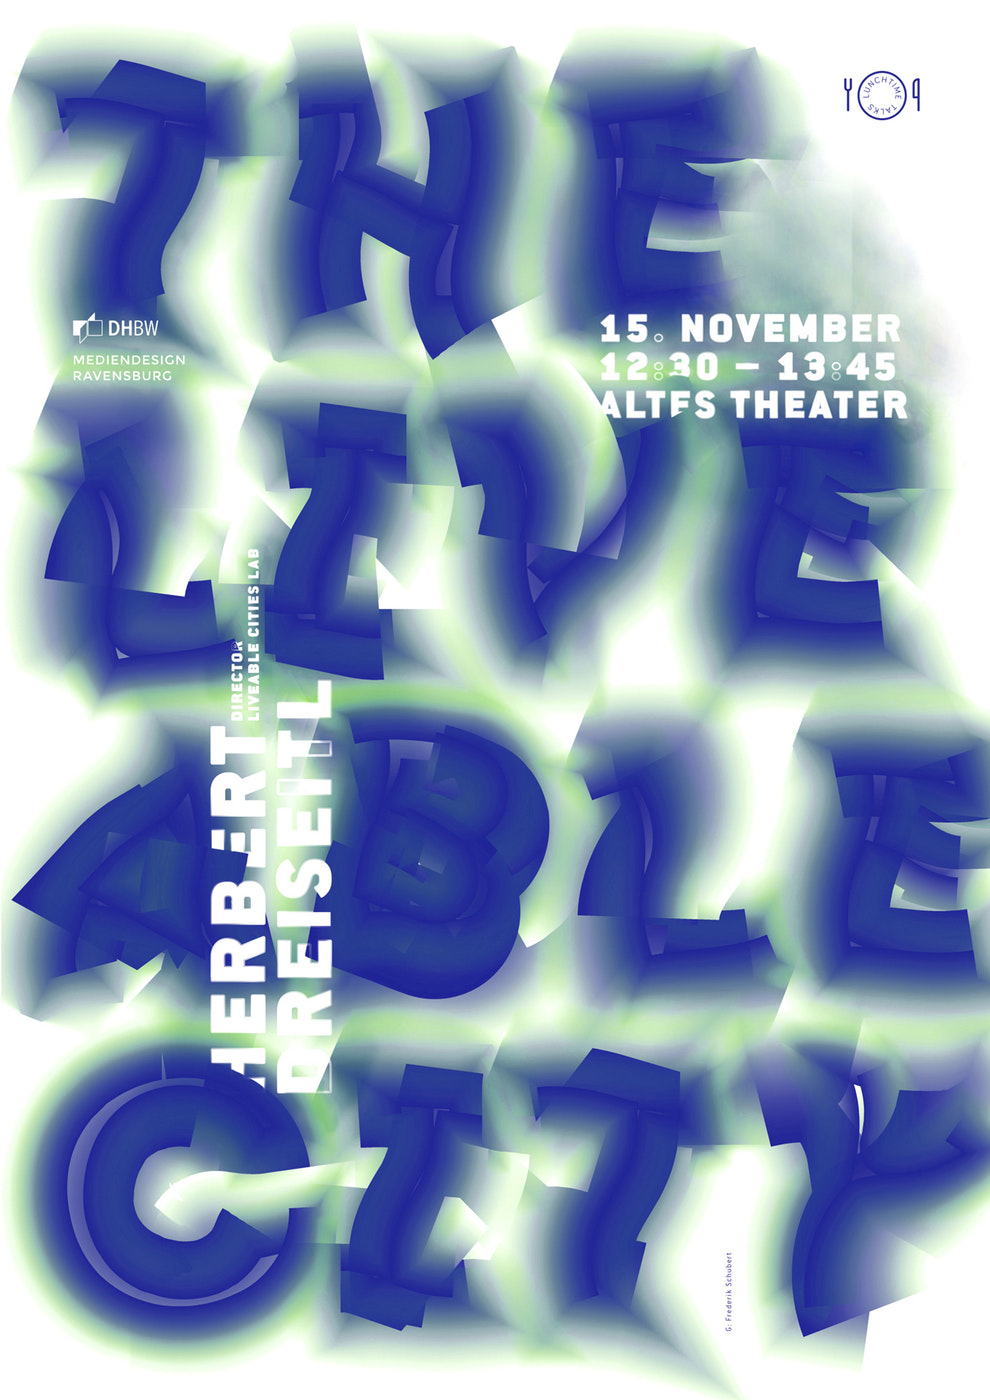 THE
LUNCHTIME TALKS
DHBW
MEDIENDESIGN
RAVENSBURG
15. NOVEMBER
12:30 – 13:45
ALTES THEATER
LIVE
DIRECTOR
LIVEABLE CITIES LAB
HERBERT
DREISEITL
ABLE
CITY
G: Frederik Schubert